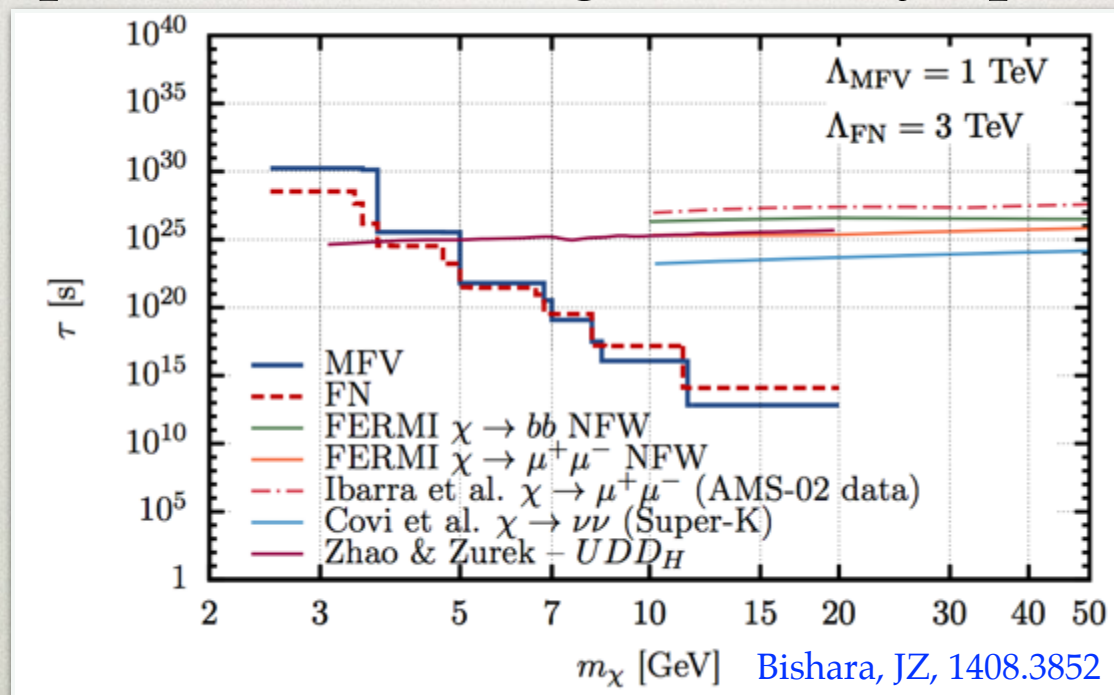 10^40
10^35
10^30
10^25
10^20
10^15
10^10
10^5
1
τ [s]
Λ_MFV = 1 TeV
Λ_FN = 3 TeV
MFV
FN
FERMI χ → bb NFW
FERMI χ → μ^+μ^- NFW
Ibarra et al. χ → μ^+μ^- (AMS-02 data)
Covi et al. χ → νν (Super-K)
Zhao & Zurek – UDD_H
2 3 5 7 10 15 20 30 40 50
m_χ [GeV]
Bishara, JZ, 1408.3852